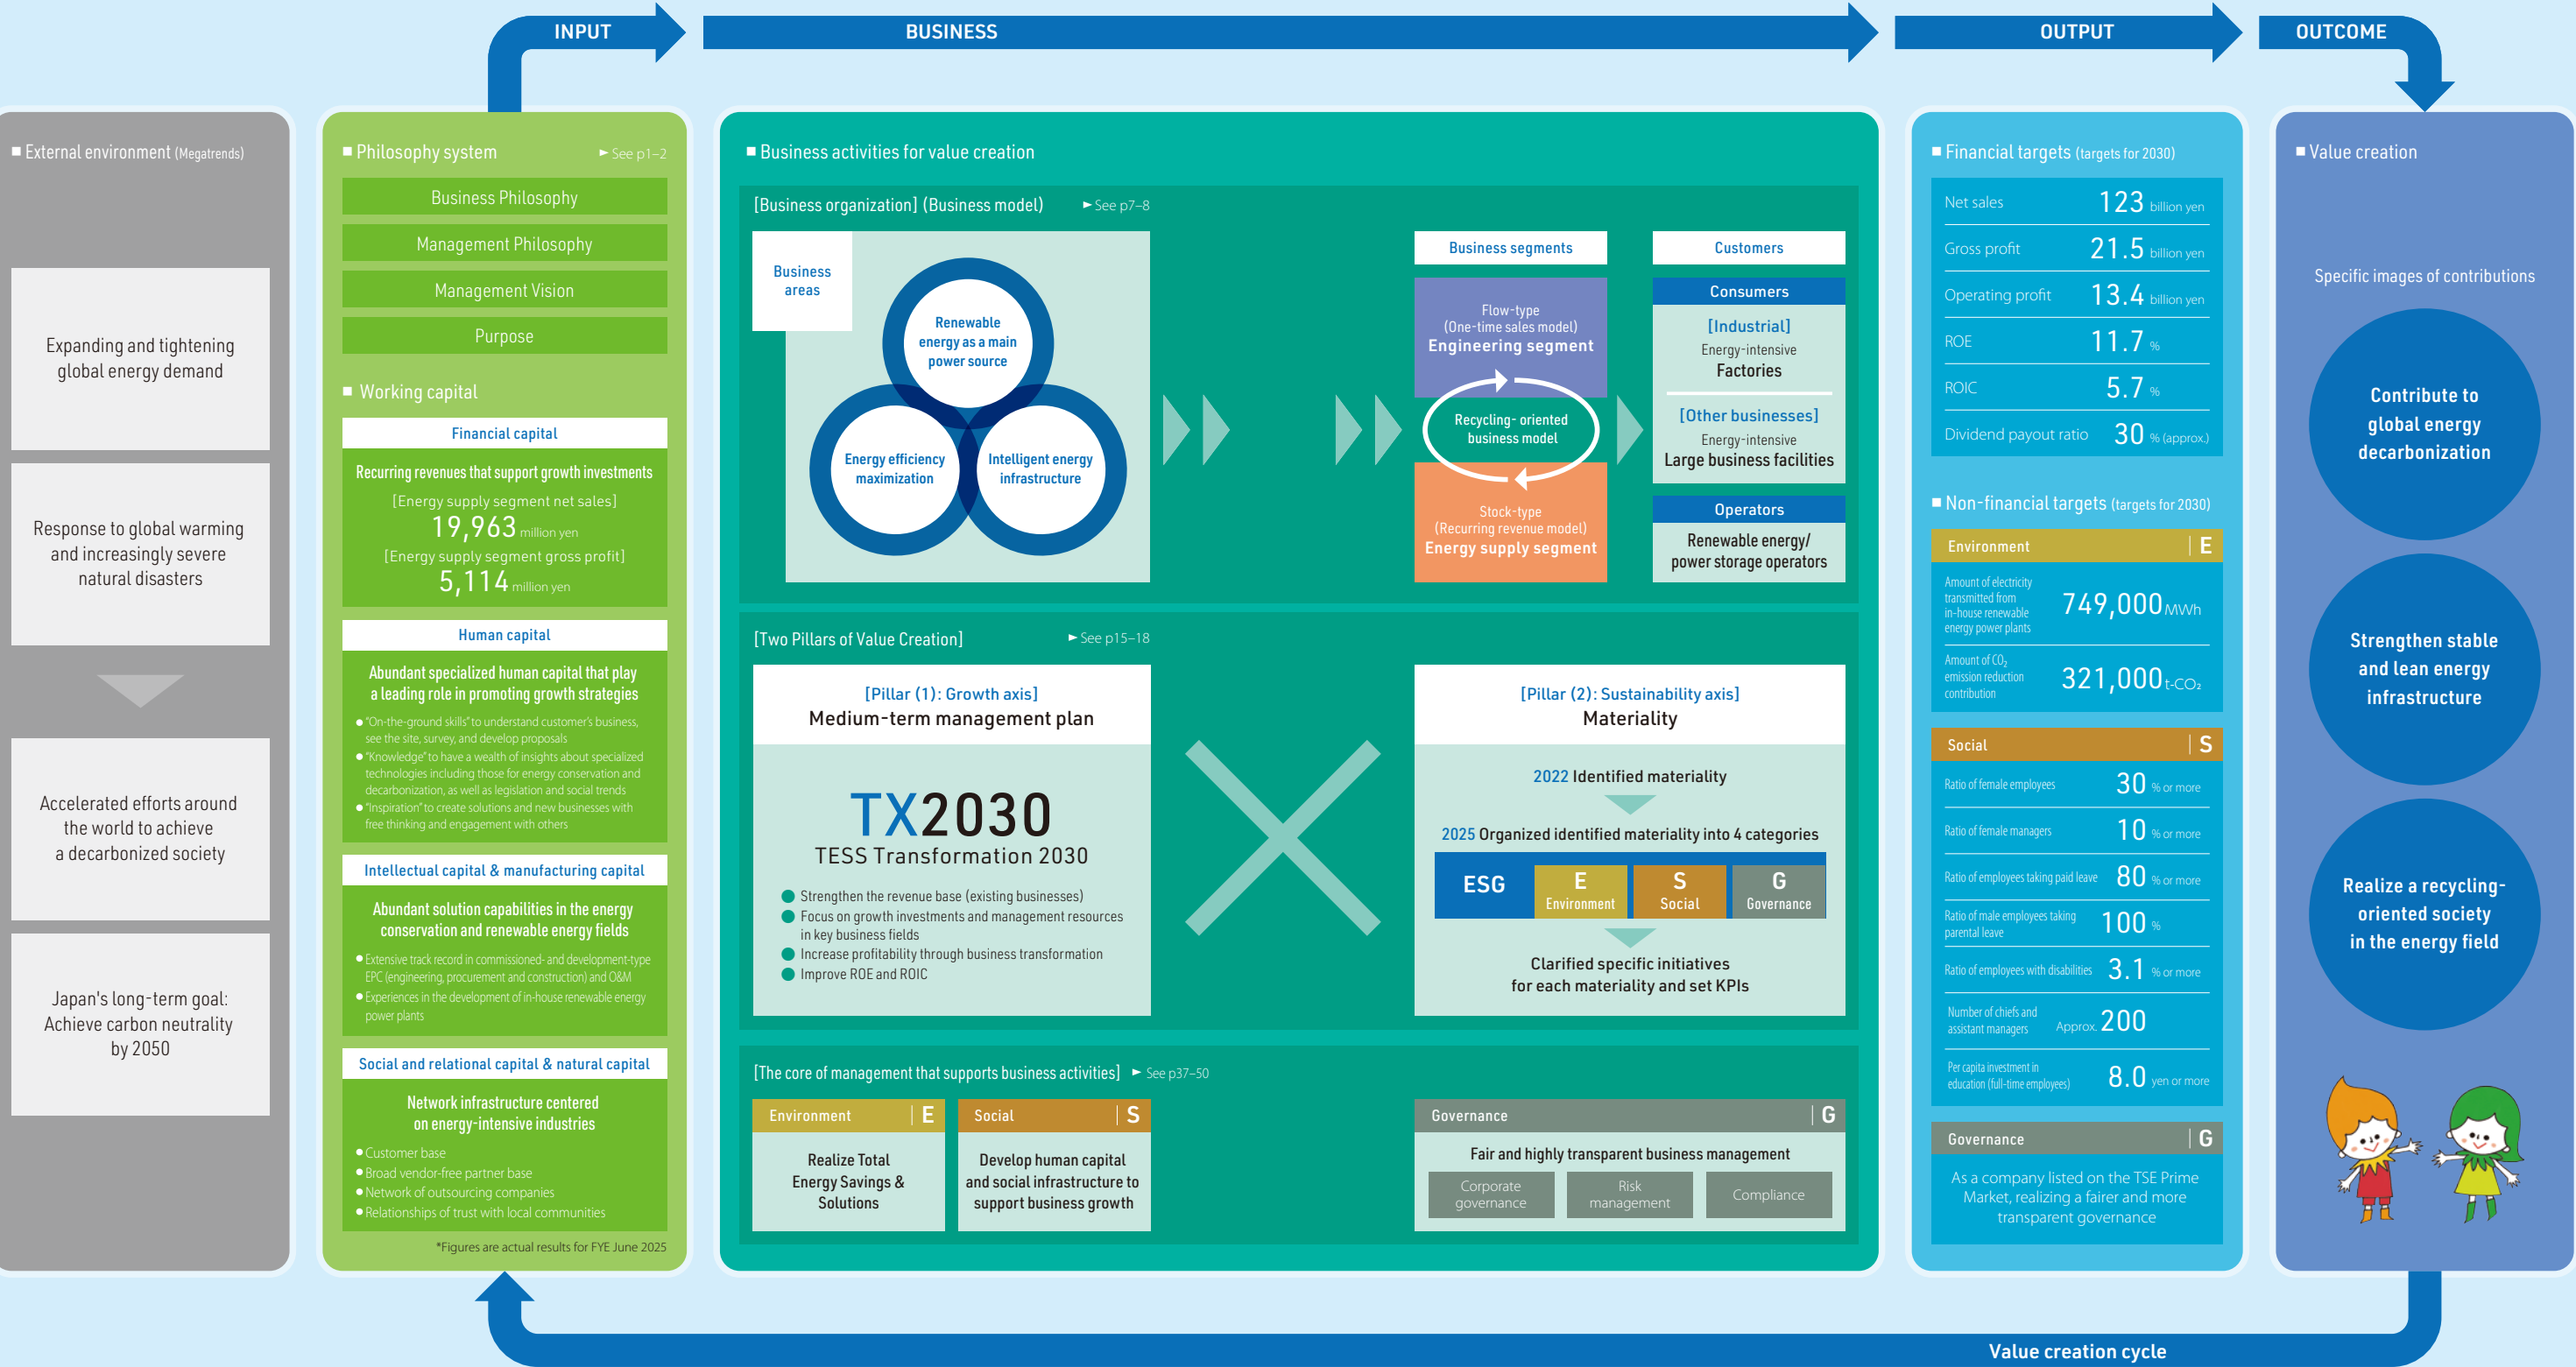 INPUT
BUSINESS
OUTPUT
OUTCOME
■ External environment (Megatrends)
Expanding and tightening
global energy demand
Response to global warming
and increasingly severe
natural disasters
Accelerated efforts around
the world to achieve
a decarbonized society
Japan's long-term goal:
Achieve carbon neutrality
by 2050
■ Philosophy system ► See p1–2
Business Philosophy
Management Philosophy
Management Vision
Purpose
■ Working capital
Financial capital
Recurring revenues that support growth investments
[Energy supply segment net sales]
19,963 million yen
[Energy supply segment gross profit]
5,114 million yen
Human capital
Abundant specialized human capital that play
a leading role in promoting growth strategies
● "On-the-ground skills" to understand customer's business,
see the site, survey, and develop proposals
● "Knowledge" to have a wealth of insights about specialized
technologies including those for energy conservation and
decarbonization, as well as legislation and social trends
● "Inspiration" to create solutions and new businesses with
free thinking and engagement with others
Intellectual capital & manufacturing capital
Abundant solution capabilities in the energy
conservation and renewable energy fields
● Extensive track record in commissioned- and development-type
EPC (engineering, procurement and construction) and O&M
● Experiences in the development of in-house renewable energy
power plants
Social and relational capital & natural capital
Network infrastructure centered
on energy-intensive industries
● Customer base
● Broad vendor-free partner base
● Network of outsourcing companies
● Relationships of trust with local communities
*Figures are actual results for FYE June 2025
■ Business activities for value creation
[Business organization] (Business model) ► See p7–8
Business
areas
Renewable
energy as a main
power source
Energy efficiency
maximization
Intelligent energy
infrastructure
Business segments
Flow-type
(One-time sales model)
Engineering segment
Recycling- oriented
business model
Stock-type
(Recurring revenue model)
Energy supply segment
Customers
Consumers
[Industrial]
Energy-intensive
Factories
[Other businesses]
Energy-intensive
Large business facilities
Operators
Renewable energy/
power storage operators
[Two Pillars of Value Creation] ► See p15–18
[Pillar (1): Growth axis]
Medium-term management plan
TX2030
TESS Transformation 2030
● Strengthen the revenue base (existing businesses)
● Focus on growth investments and management resources
in key business fields
● Increase profitability through business transformation
● Improve ROE and ROIC
[Pillar (2): Sustainability axis]
Materiality
2022 Identified materiality
2025 Organized identified materiality into 4 categories
ESG
E
Environment
S
Social
G
Governance
Clarified specific initiatives
for each materiality and set KPIs
[The core of management that supports business activities] ► See p37–50
Environment | E
Realize Total
Energy Savings &
Solutions
Social | S
Develop human capital
and social infrastructure to
support business growth
Governance | G
Fair and highly transparent business management
Corporate
governance
Risk
management
Compliance
■ Financial targets (targets for 2030)
Net sales 123 billion yen
Gross profit 21.5 billion yen
Operating profit 13.4 billion yen
ROE 11.7 %
ROIC 5.7 %
Dividend payout ratio 30 % (approx.)
■ Non-financial targets (targets for 2030)
Environment | E
Amount of electricity
transmitted from
in-house renewable
energy power plants
749,000 MWh
Amount of CO₂
emission reduction
contribution
321,000 t-CO₂
Social | S
Ratio of female employees 30 % or more
Ratio of female managers 10 % or more
Ratio of employees taking paid leave 80 % or more
Ratio of male employees taking
parental leave
100 %
Ratio of employees with disabilities 3.1 % or more
Number of chiefs and
assistant managers
Approx. 200
Per capita investment in
education (full-time employees)
8.0 yen or more
Governance | G
As a company listed on the TSE Prime
Market, realizing a fairer and more
transparent governance
■ Value creation
Specific images of contributions
Contribute to
global energy
decarbonization
Strengthen stable
and lean energy
infrastructure
Realize a recycling-
oriented society
in the energy field
Value creation cycle